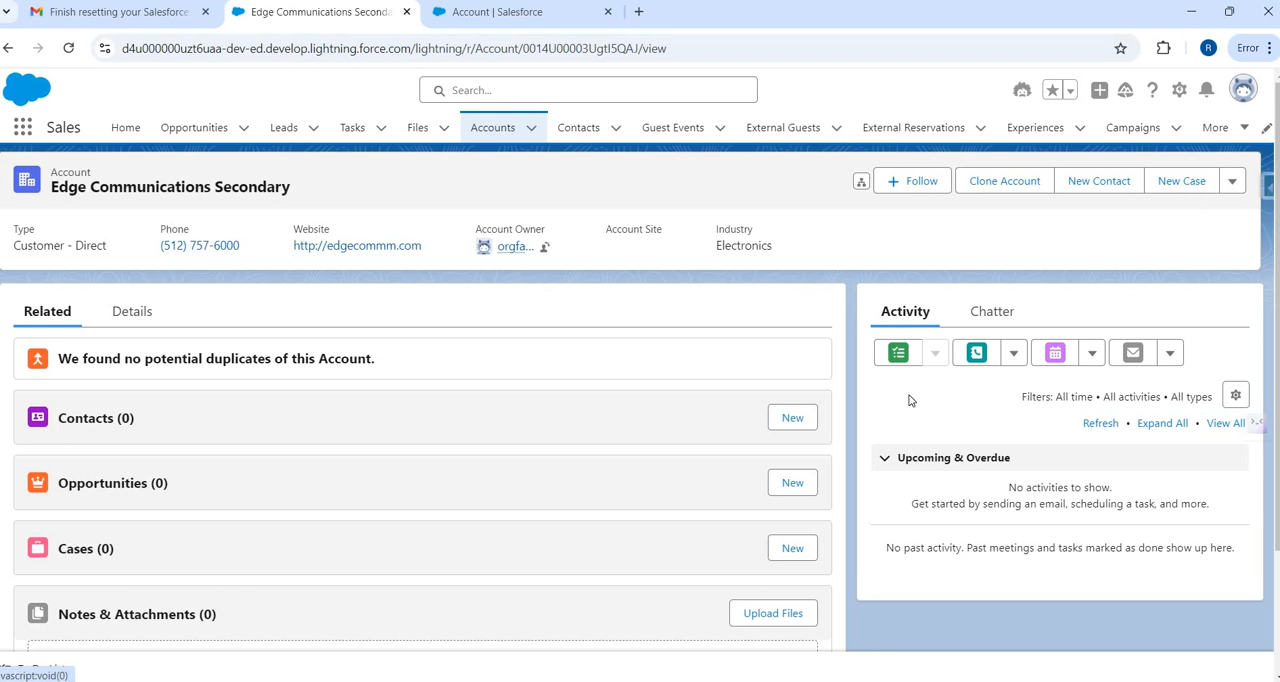 Finish resetting your Salesforce
Edge Communications Seconda
Account | Salesforce
d4u000000uzt6uaa-dev-ed.develop.lightning.force.com/lightning/r/Account/0014U00003UgtI5QAJ/view
R
Error
Search...
Sales
Home
Opportunities
Leads
Tasks
Files
Accounts
Contacts
Guest Events
External Guests
External Reservations
Experiences
Campaigns
More
Account
Edge Communications Secondary
Follow
Clone Account
New Contact
New Case
Type
Phone
Website
Account Owner
Account Site
Industry
Customer - Direct
(512) 757-6000
http://edgecommm.com
orgfa...
Electronics
Related
Details
We found no potential duplicates of this Account.
Contacts (0)
New
Opportunities (0)
New
Cases (0)
New
Notes & Attachments (0)
Upload Files
Activity
Chatter
Filters: All time • All activities • All types
Refresh • Expand All • View All
Upcoming & Overdue
No activities to show.
Get started by sending an email, scheduling a task, and more.
No past activity. Past meetings and tasks marked as done show up here.
vascript:void(0)